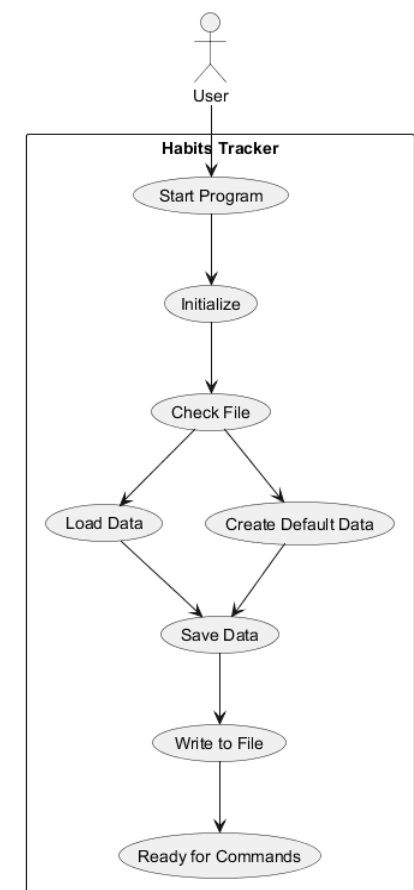 User
Habits Tracker
Start Program
Initialize
Check File
Load Data
Create Default Data
Save Data
Write to File
Ready for Commands